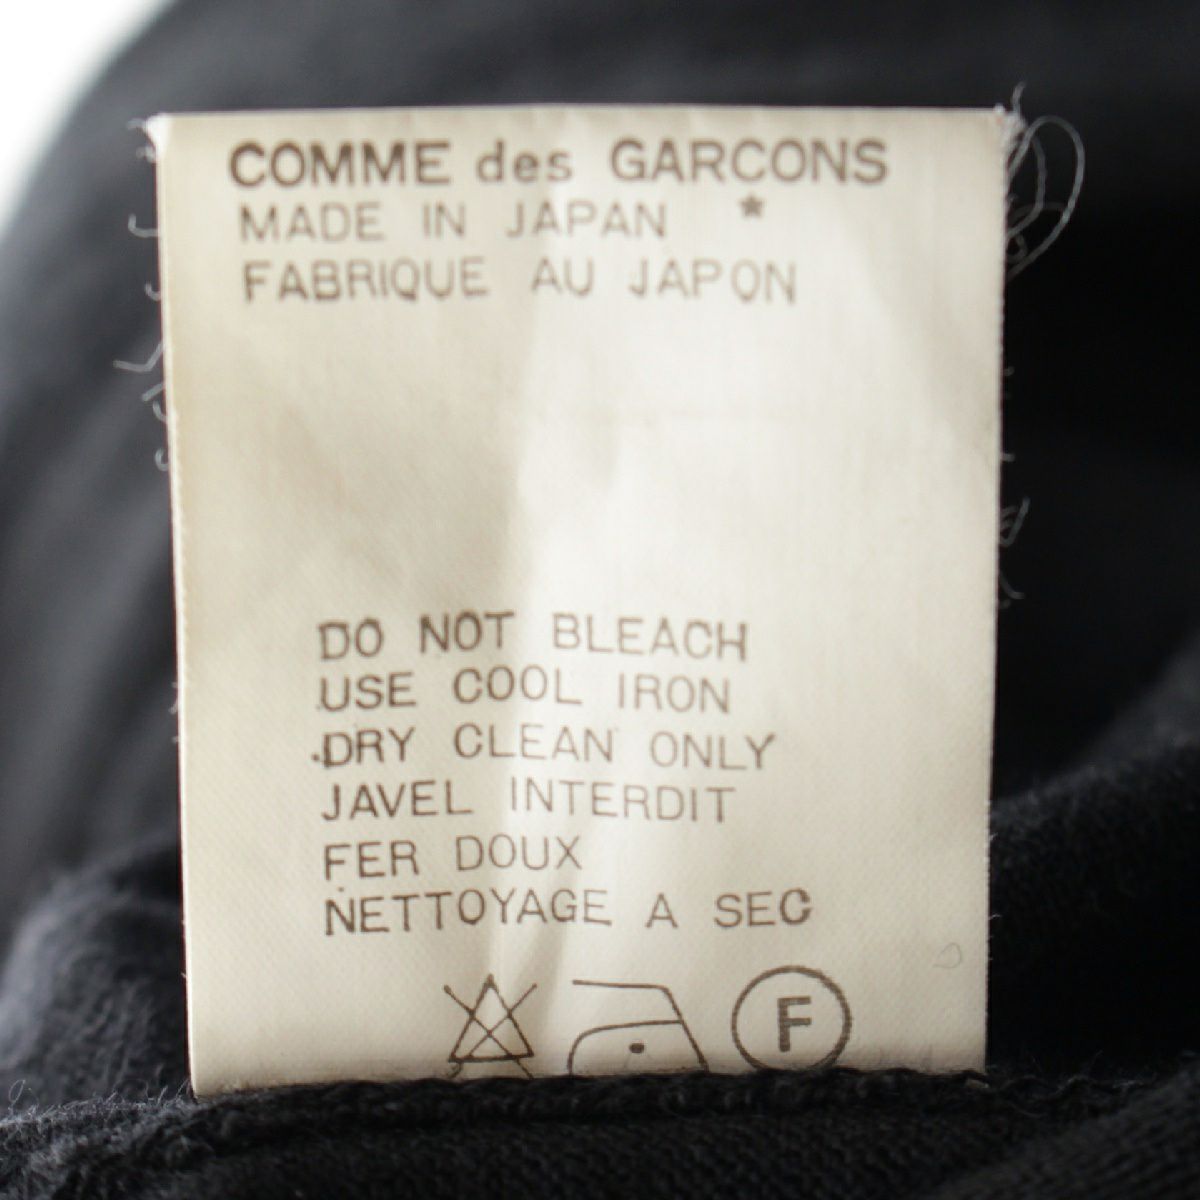 COMME des GARCONS
MADE IN JAPAN *
FABRIQUE AU JAPON
DO NOT BLEACH
USE COOL IRON
DRY CLEAN ONLY
JAVEL INTERDIT
FER DOUX
NETTOYAGE A SEC
F